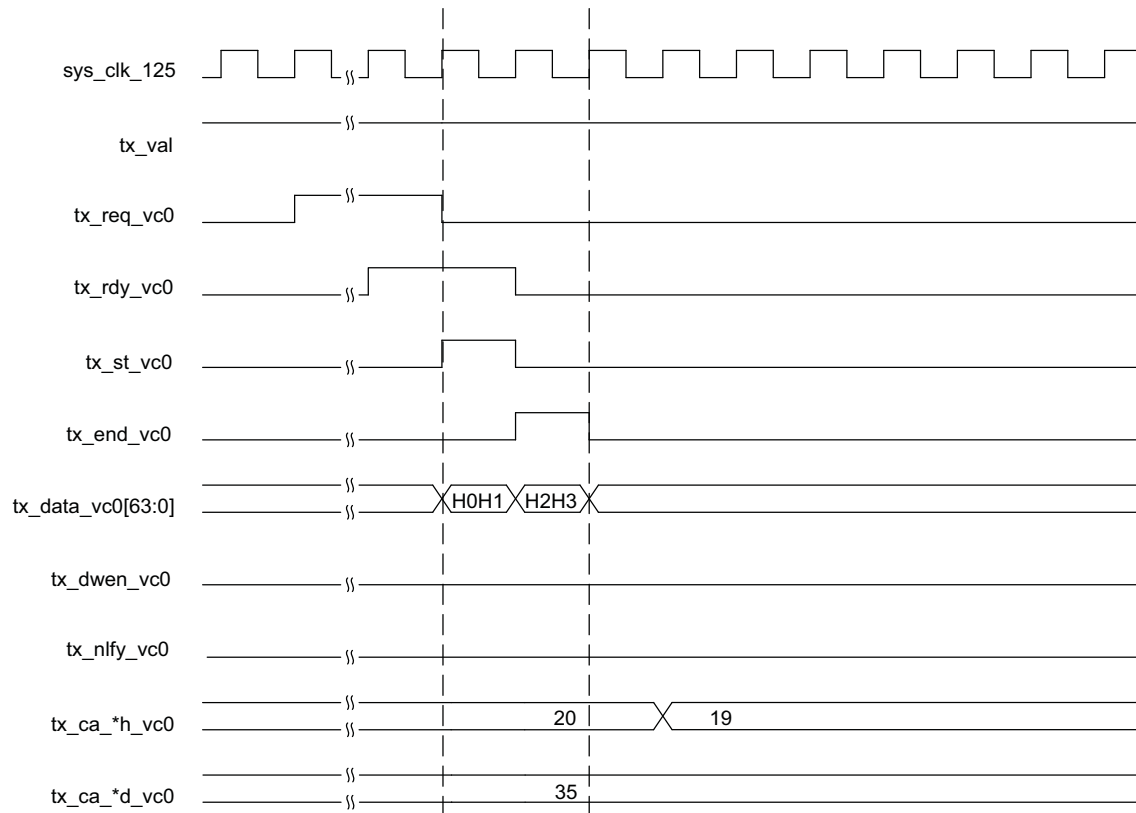 sys_clk_125
tx_val
tx_req_vc0
tx_rdy_vc0
tx_st_vc0
tx_end_vc0
tx_data_vc0[63:0] H0H1 H2H3
tx_dwen_vc0
tx_nlfy_vc0
tx_ca_*h_vc0 20 19
tx_ca_*d_vc0 35